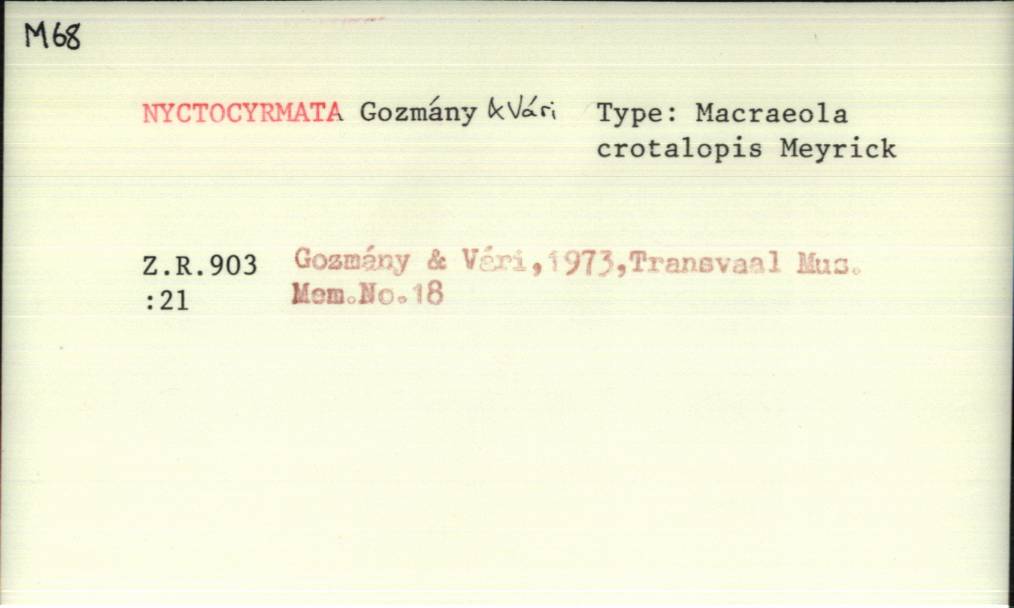 M68
NYCTOCYRMATA Gozmány & Vári Type: Macraeola
crotalopis Meyrick
Z.R.903 Gozmány & Vári,1973,Transvaal Mus.
:21 Mem.No.18